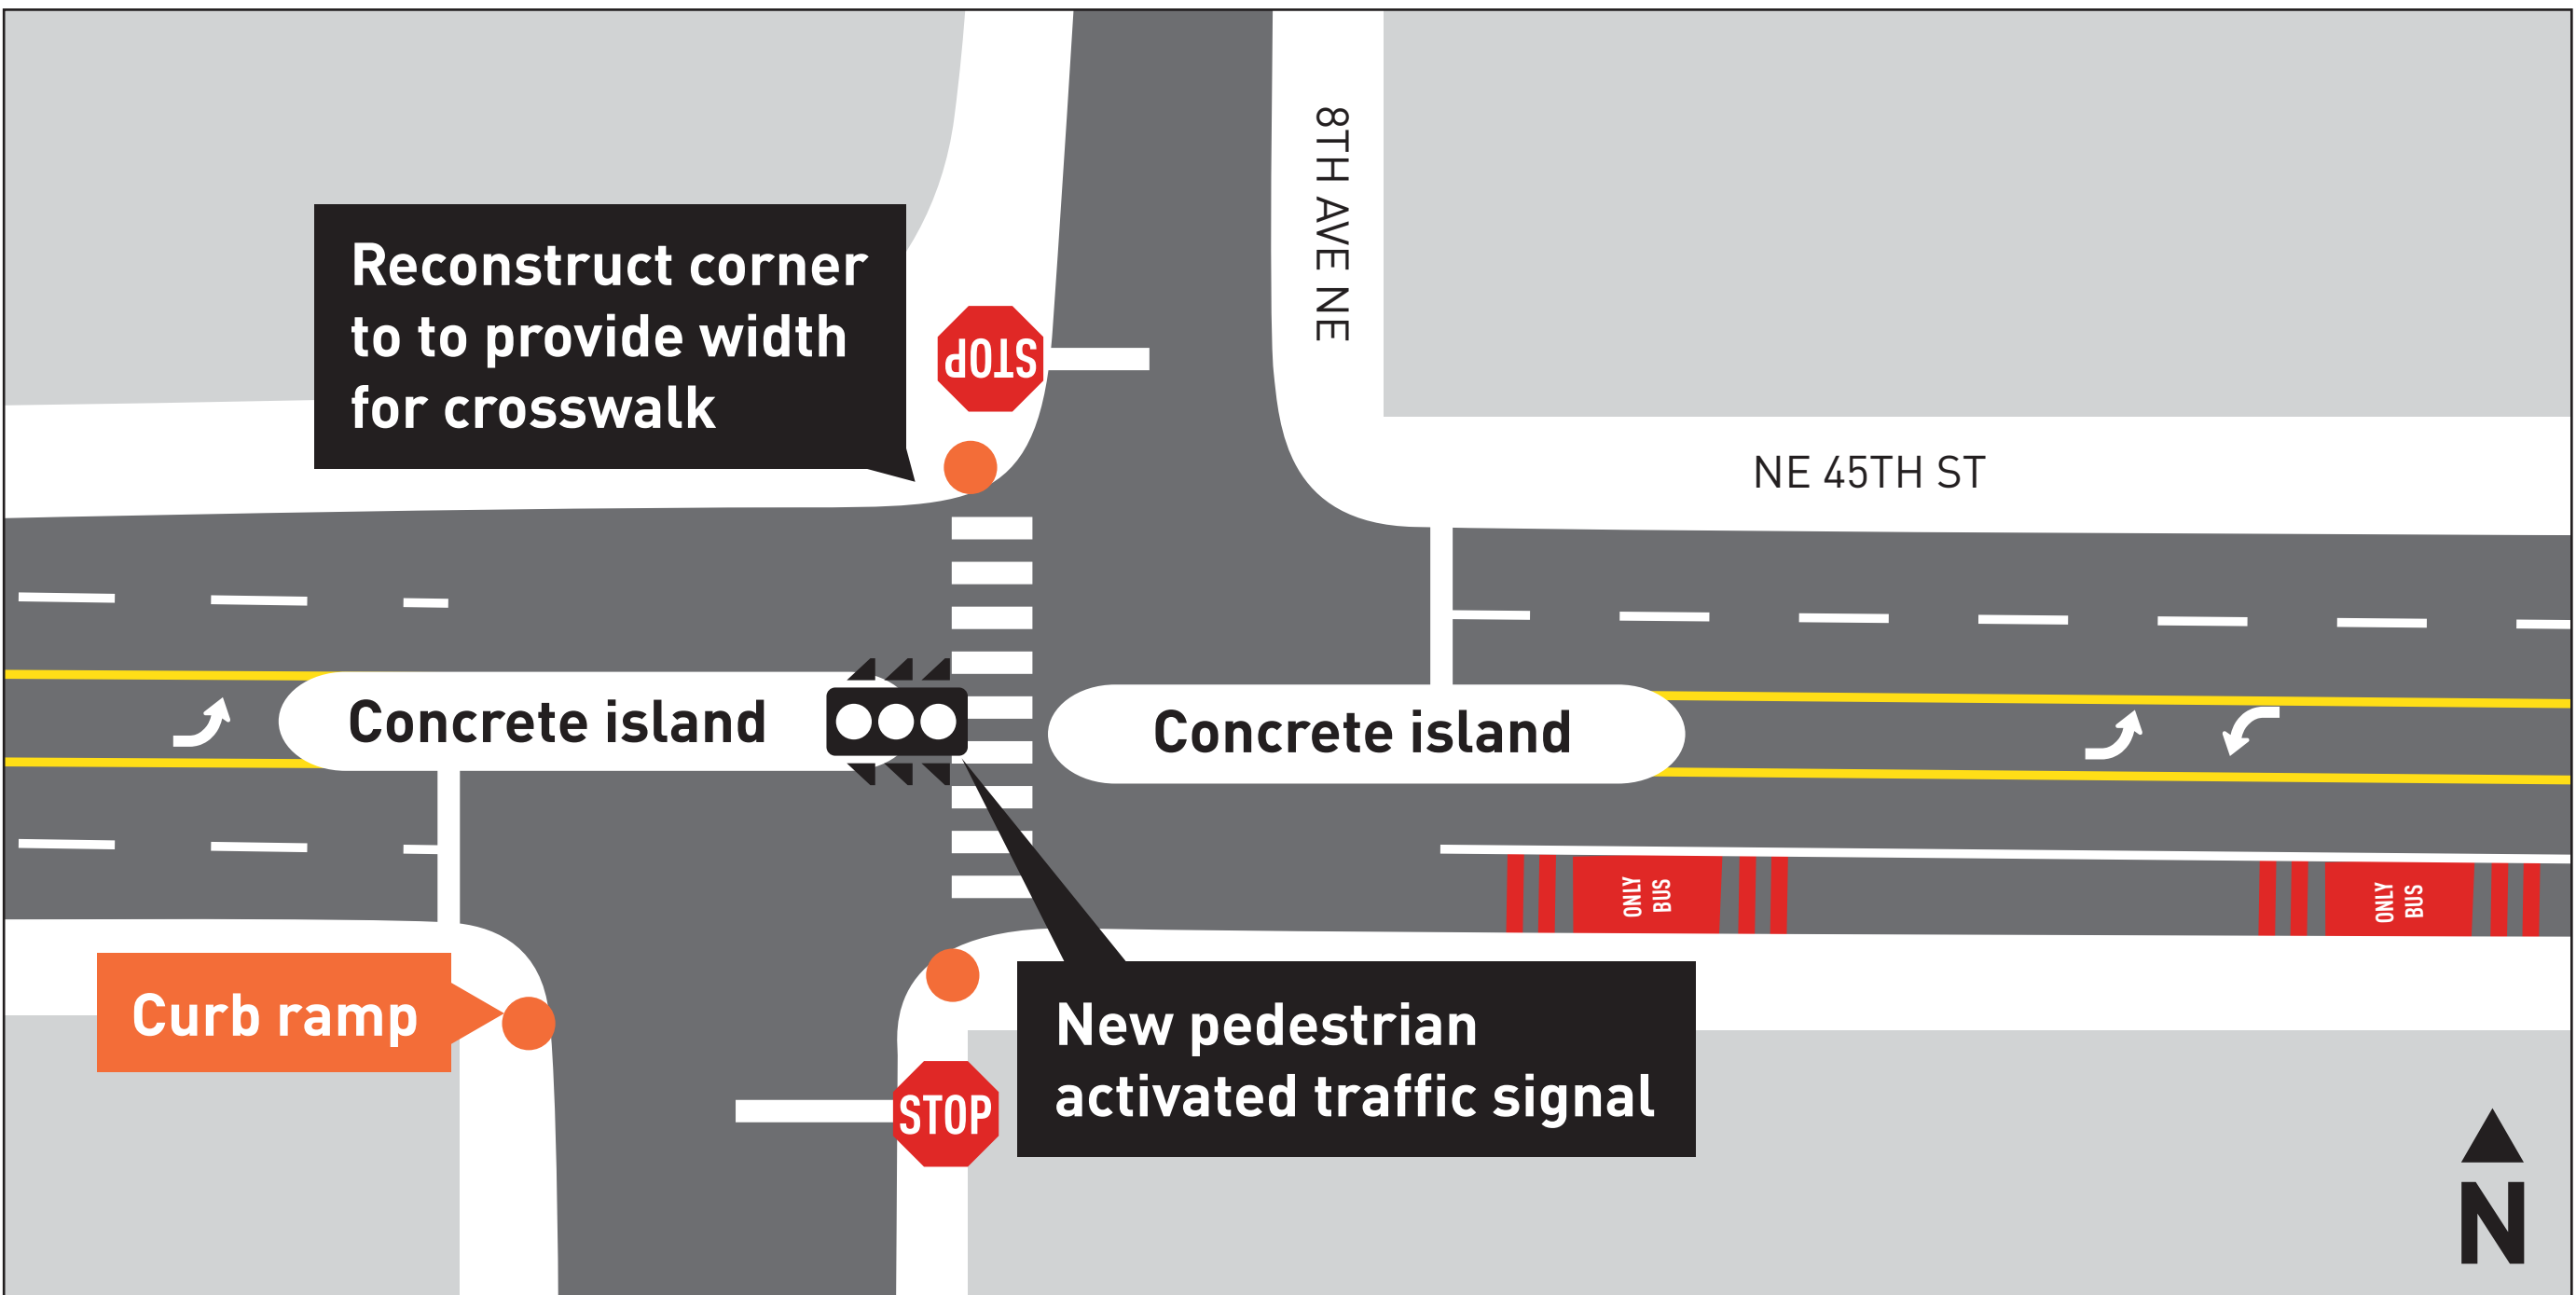 8TH AVE NE
Reconstruct corner
to to provide width
for crosswalk
STOP
NE 45TH ST
Concrete island
Concrete island
ONLY
BUS
ONLY
BUS
Curb ramp
New pedestrian
activated traffic signal
STOP
N